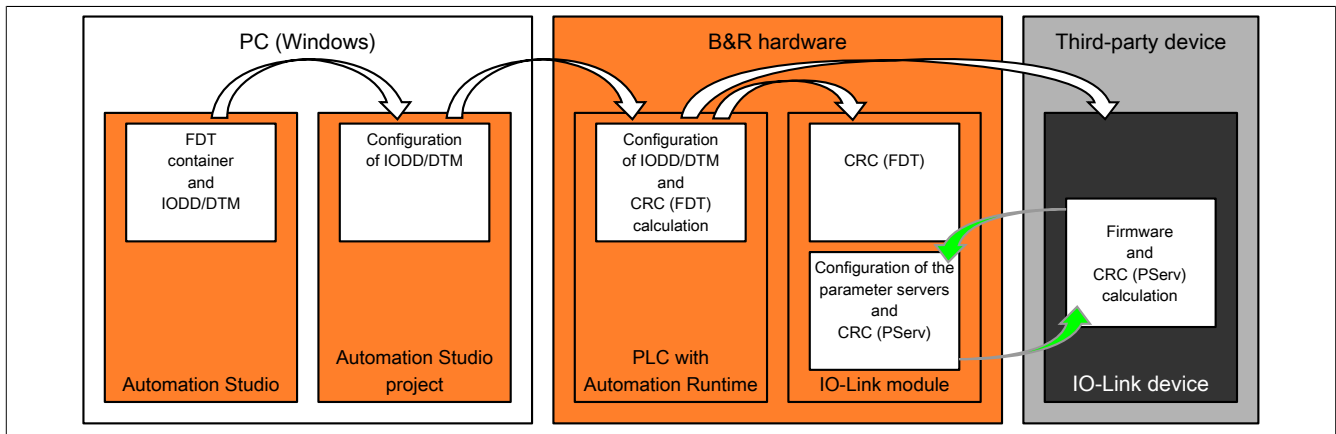 PC (Windows)
FDT
container
and
IODD/DTM
Automation Studio
Configuration
of IODD/DTM
Automation Studio
project
B&R hardware
Configuration
of IODD/DTM
and
CRC (FDT)
calculation
PLC with
Automation Runtime
CRC (FDT)
Configuration of the
parameter servers
and
CRC (PServ)
IO-Link module
Third-party device
Firmware
and
CRC (PServ)
calculation
IO-Link device